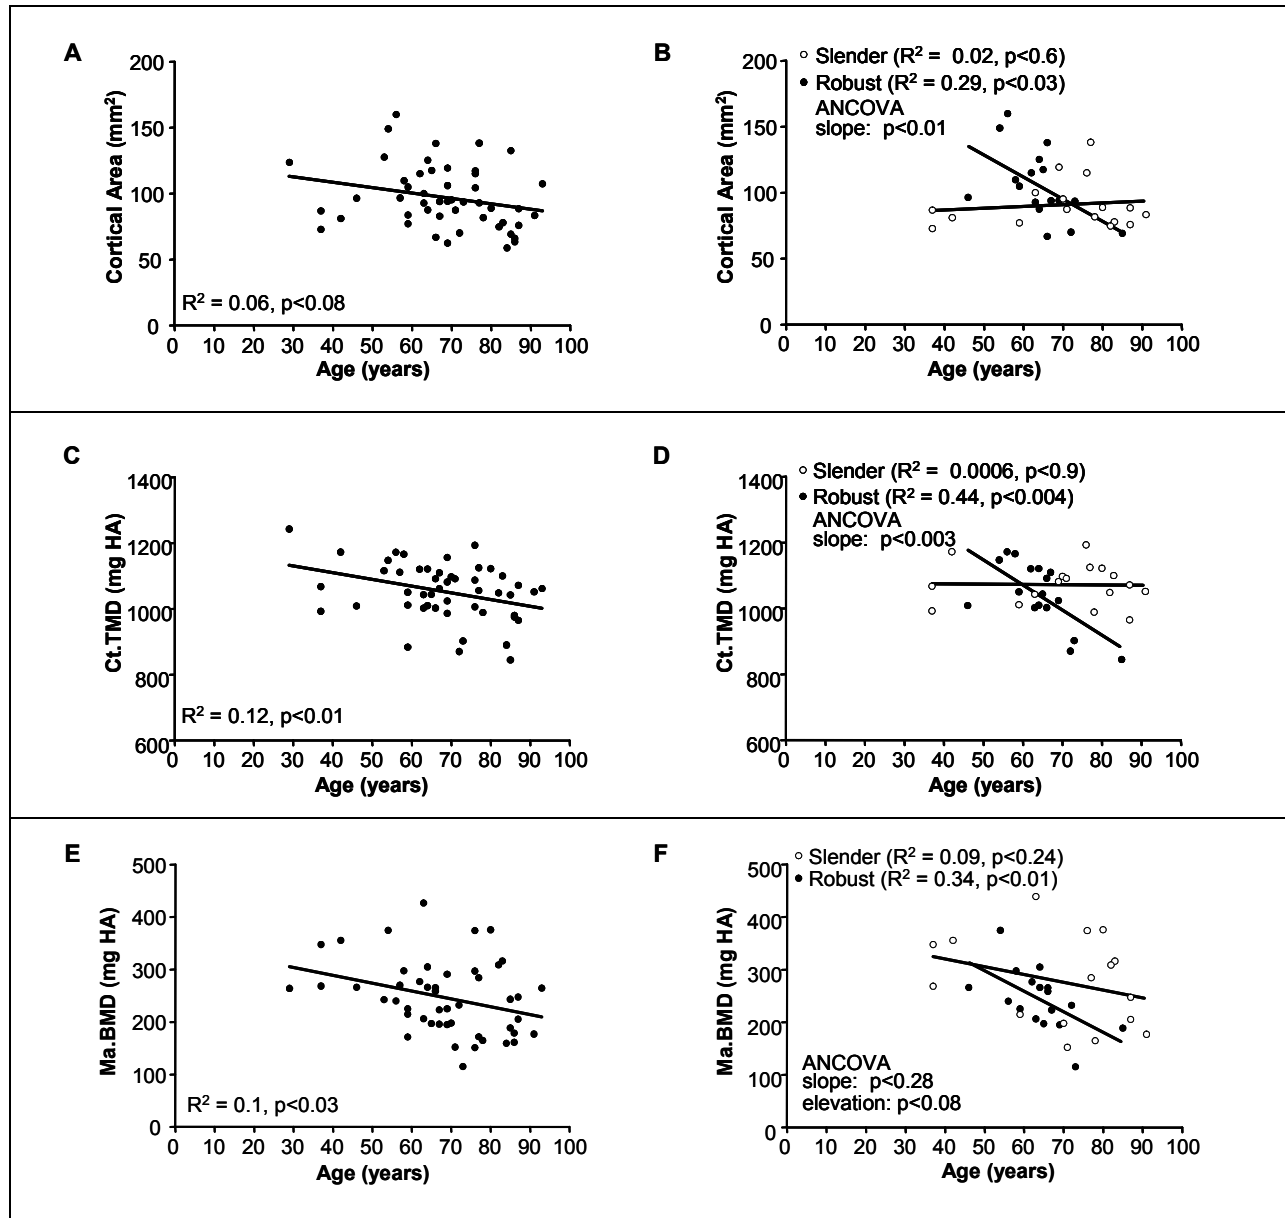 A
Cortical Area (mm²)
200
150
100
50
0
R² = 0.06, p<0.08
0 10 20 30 40 50 60 70 80 90 100
Age (years)
B
○ Slender (R² = 0.02, p<0.6)
● Robust (R² = 0.29, p<0.03)
ANCOVA
slope: p<0.01
Cortical Area (mm²)
200
150
100
50
0
0 10 20 30 40 50 60 70 80 90 100
Age (years)
C
Ct.TMD (mg HA)
1400
1200
1000
800
600
R² = 0.12, p<0.01
0 10 20 30 40 50 60 70 80 90 100
Age (years)
D
○ Slender (R² = 0.0006, p<0.9)
● Robust (R² = 0.44, p<0.004)
ANCOVA
slope: p<0.003
Ct.TMD (mg HA)
1400
1200
1000
800
600
0 10 20 30 40 50 60 70 80 90 100
Age (years)
E
Ma.BMD (mg HA)
500
400
300
200
100
0
R² = 0.1, p<0.03
0 10 20 30 40 50 60 70 80 90 100
Age (years)
F
○ Slender (R² = 0.09, p<0.24)
● Robust (R² = 0.34, p<0.01)
Ma.BMD (mg HA)
500
400
300
200
100
0
ANCOVA
slope: p<0.28
elevation: p<0.08
0 10 20 30 40 50 60 70 80 90 100
Age (years)